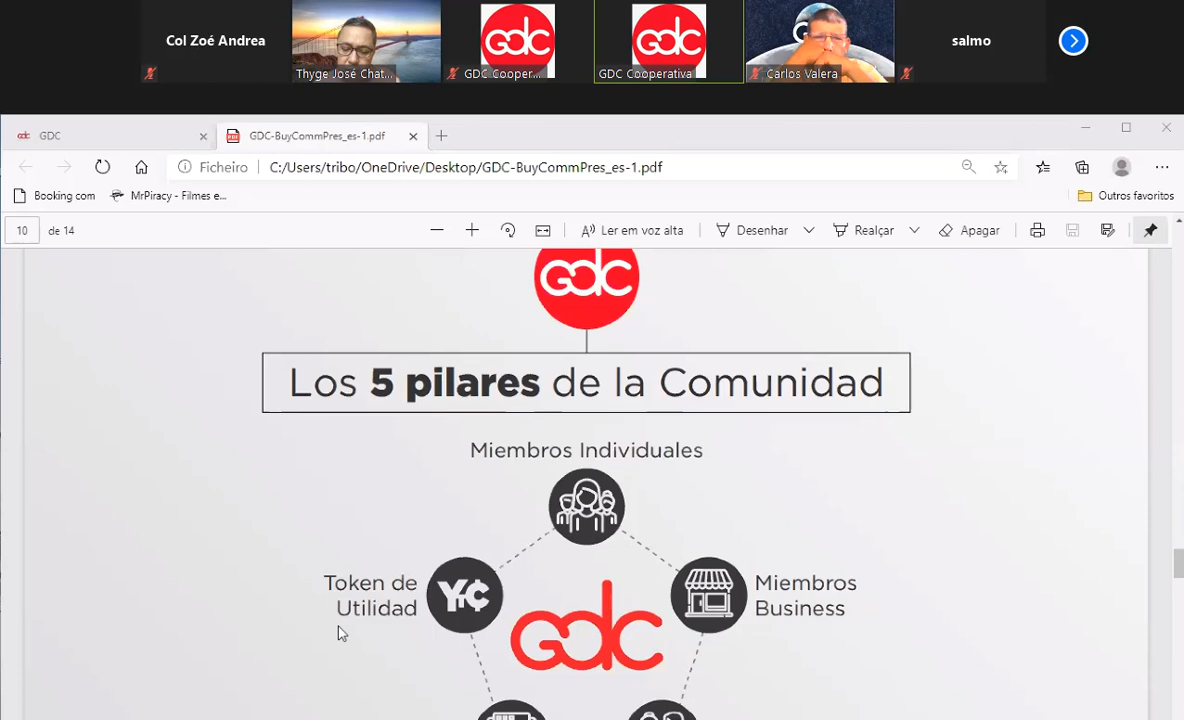 Col Zoé Andrea
Thyge José Chat...
gdc
GDC Cooper...
gdc
GDC Cooperativa
Carlos Valera
salmo
gdc GDC
GDC-BuyCommPres_es-1.pdf
Ficheiro
C:/Users/tribo/OneDrive/Desktop/GDC-BuyCommPres_es-1.pdf
Booking com
MrPiracy - Filmes e...
Outros favoritos
10 de 14
Ler em voz alta
Desenhar
Realçar
Apagar
gdc
Los 5 pilares de la Comunidad
Miembros Individuales
Token de
Utilidad
gdc
Miembros
Business